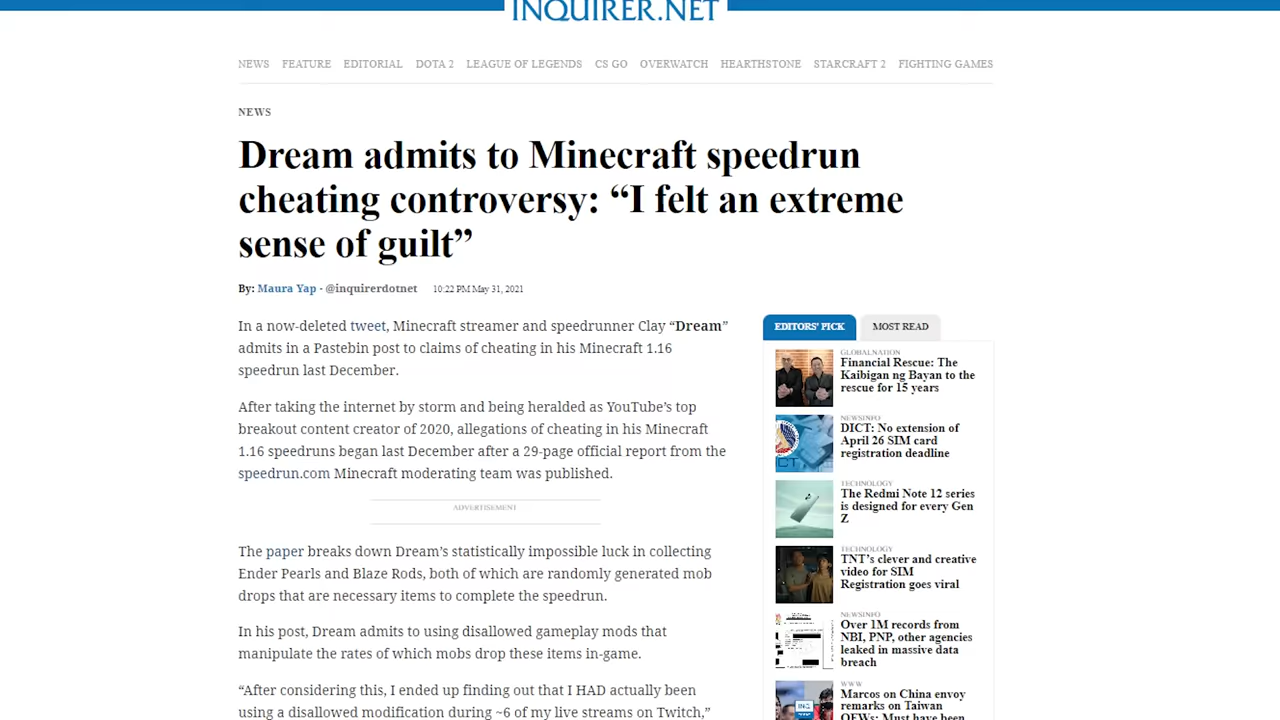 INQUIRER.NET
NEWS FEATURE EDITORIAL DOTA 2 LEAGUE OF LEGENDS CS GO OVERWATCH HEARTHSTONE STARCRAFT 2 FIGHTING GAMES
NEWS
Dream admits to Minecraft speedrun
cheating controversy: “I felt an extreme
sense of guilt”
By: Maura Yap - @inquirerdotnet 10:22 PM May 31, 2021
In a now-deleted tweet, Minecraft streamer and speedrunner Clay “Dream”
admits in a Pastebin post to claims of cheating in his Minecraft 1.16
speedrun last December.
After taking the internet by storm and being heralded as YouTube’s top
breakout content creator of 2020, allegations of cheating in his Minecraft
1.16 speedruns began last December after a 29-page official report from the
speedrun.com Minecraft moderating team was published.
ADVERTISEMENT
The paper breaks down Dream’s statistically impossible luck in collecting
Ender Pearls and Blaze Rods, both of which are randomly generated mob
drops that are necessary items to complete the speedrun.
In his post, Dream admits to using disallowed gameplay mods that
manipulate the rates of which mobs drop these items in-game.
“After considering this, I ended up finding out that I HAD actually been
using a disallowed modification during ~6 of my live streams on Twitch,”
EDITORS' PICK MOST READ
GLOBALNATION
Financial Rescue: The
Kaibigan ng Bayan to the
rescue for 15 years
NEWSINFO
DICT: No extension of
April 26 SIM card
registration deadline
TECHNOLOGY
The Redmi Note 12 series
is designed for every Gen
Z
TECHNOLOGY
TNT’s clever and creative
video for SIM
Registration goes viral
NEWSINFO
Over 1M records from
NBI, PNP, other agencies
leaked in massive data
breach
WWW
Marcos on China envoy
remarks on Taiwan
OFWs: Must have been